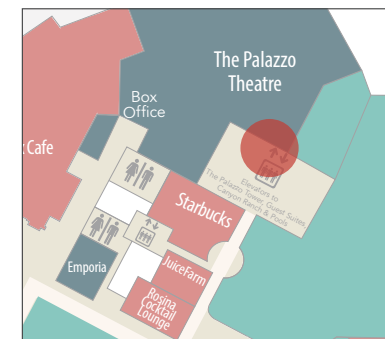 The Palazzo
Theatre
Box
Office
Cafe
Elevators to
The Palazzo Tower, Guest Suites,
Canyon Ranch & Pools
Starbucks
Emporia
JuiceFarm
Rosina
Cocktail
Lounge